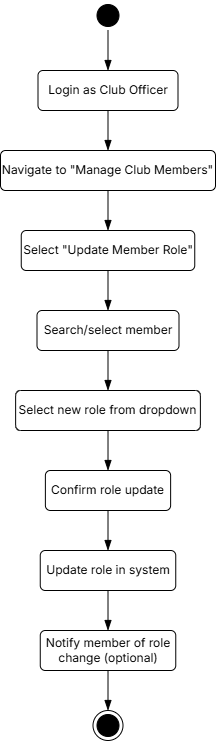 Login as Club Officer
Navigate to "Manage Club Members"
Select "Update Member Role"
Search/select member
Select new role from dropdown
Confirm role update
Update role in system
Notify member of role
change (optional)